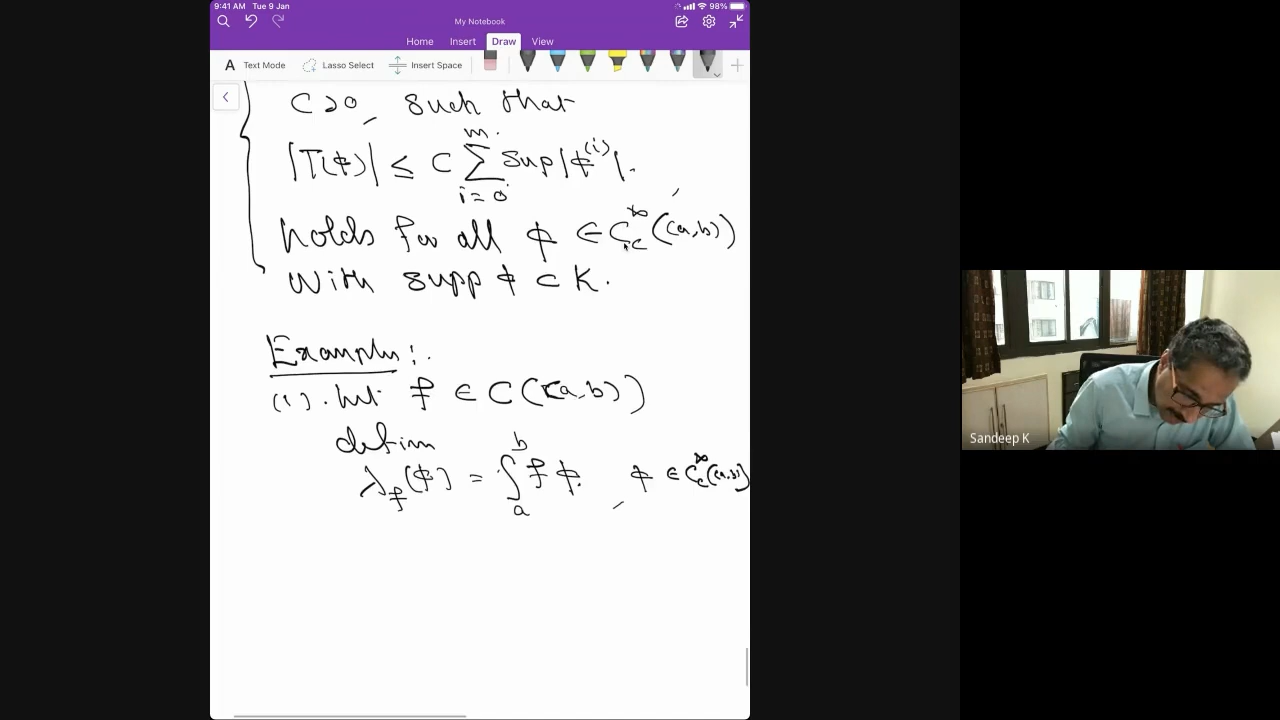 9:41 AM Tue 9 Jan
98%
My Notebook
Home Insert Draw View
A Text Mode Lasso Select Insert Space
C>0, such that
|T(ϕ)| ≤ C ∑_{i=0}^{m} sup|ϕ^{(i)}|.
holds for all ϕ ∈ C_c^∞((a,b))
with supp ϕ ⊂ K.
Examples:.
(1). Let f ∈ C((a,b))
define
λ_f(ϕ) = ∫_a^b f ϕ. ϕ ∈ C_c^∞((a,b))
Sandeep K